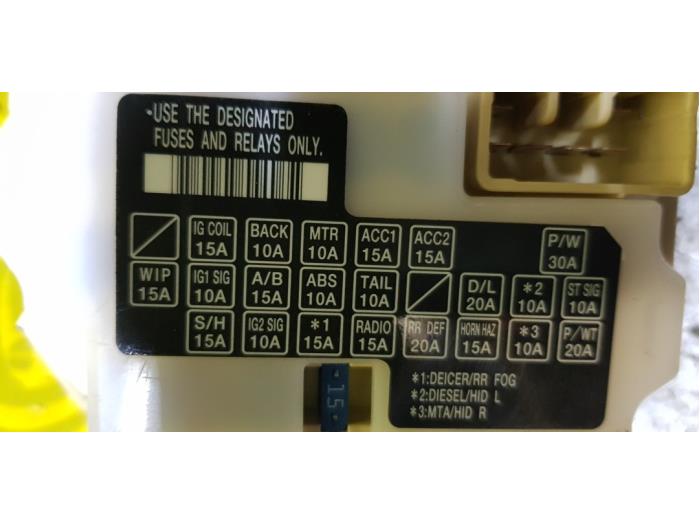 USE THE DESIGNATED
FUSES AND RELAYS ONLY.
IG COIL 15A
BACK 10A
MTR 10A
ACC1 15A
ACC2 15A
P/W 30A
WIP 15A
IG1 SIG 10A
A/B 15A
ABS 10A
TAIL 10A
D/L 20A
*2 10A
ST SIG 10A
S/H 15A
IG2 SIG 10A
*1 15A
RADIO 15A
RR DEF 20A
HORN HAZ 15A
*3 10A
P/WT 20A
*1:DEICER/RR FOG
*2:DIESEL/HID L
*3:MTA/HID R
15